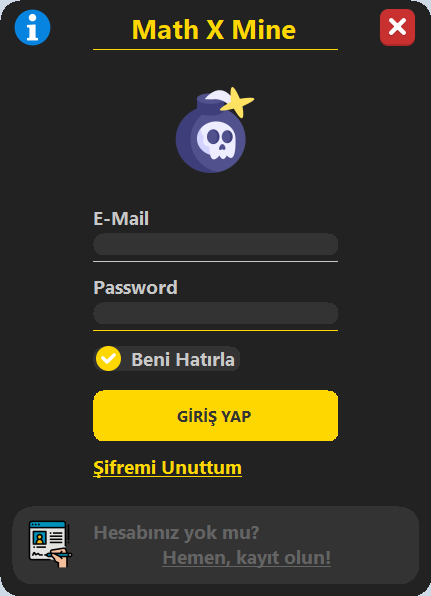 Math X Mine
E-Mail
Password
Beni Hatırla
GİRİŞ YAP
Şifremi Unuttum
Hesabınız yok mu?
Hemen, kayıt olun!